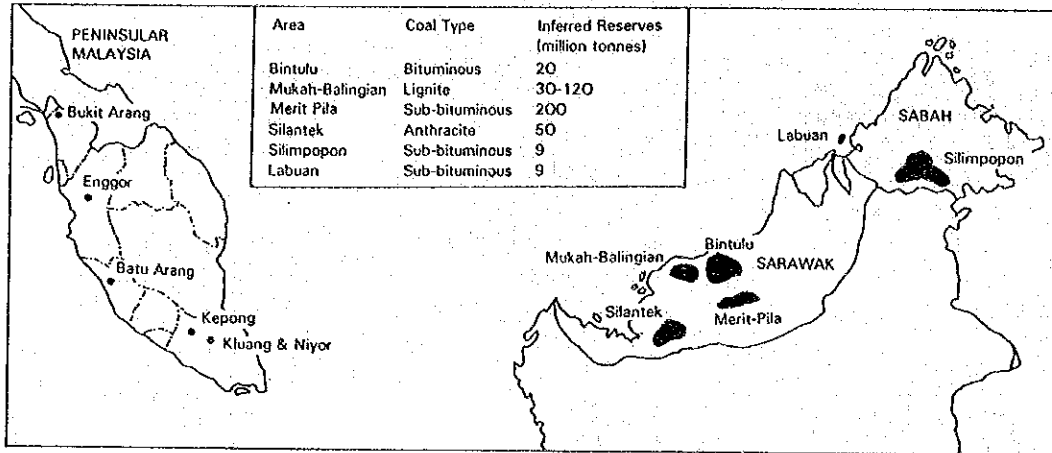 PENINSULAR
MALAYSIA
Bukit Arang
Enggor
Batu Arang
Kepong
Kluang & Niyor
Area Coal Type Inferred Reserves
(million tonnes)
Bintulu Bituminous 20
Mukah-Balingian Lignite 30-120
Merit Pila Sub-bituminous 200
Silantek Anthracite 50
Silimpopon Sub-bituminous 9
Labuan Sub-bituminous 9
SABAH
Labuan
Silimpopon
Bintulu
Mukah-Balingian
SARAWAK
Silantek
Merit-Pila